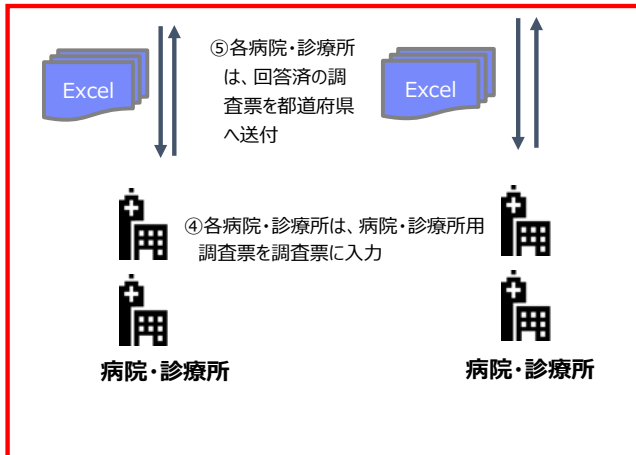 ⑤各病院・診療所
は、回答済の調
査票を都道府県
へ送付
Excel
Excel
④各病院・診療所は、病院・診療所用
調査票を調査票に入力
病院・診療所
病院・診療所